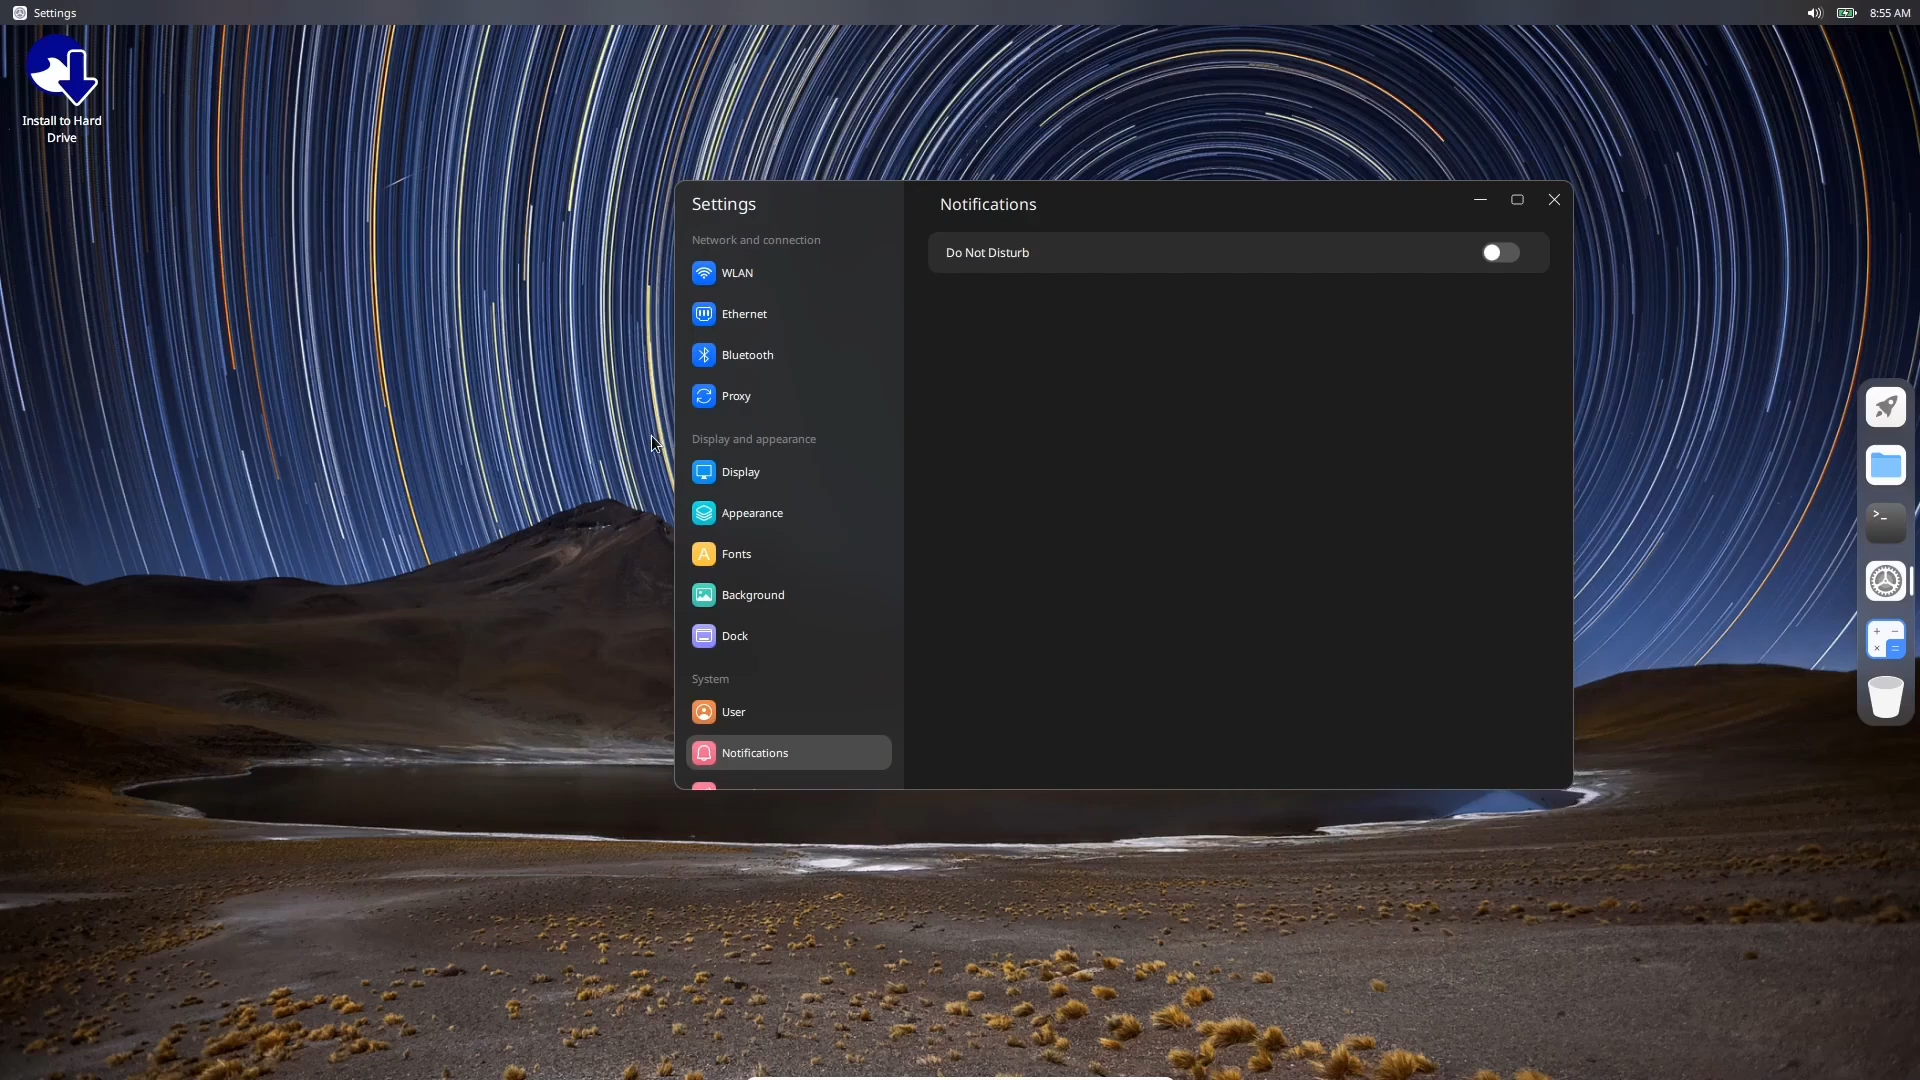 Settings
8:55 AM
Install to Hard
Drive
Settings
Notifications
Network and connection
Do Not Disturb
WLAN
Ethernet
Bluetooth
Proxy
Display and appearance
Display
Appearance
Fonts
Background
Dock
System
User
Notifications